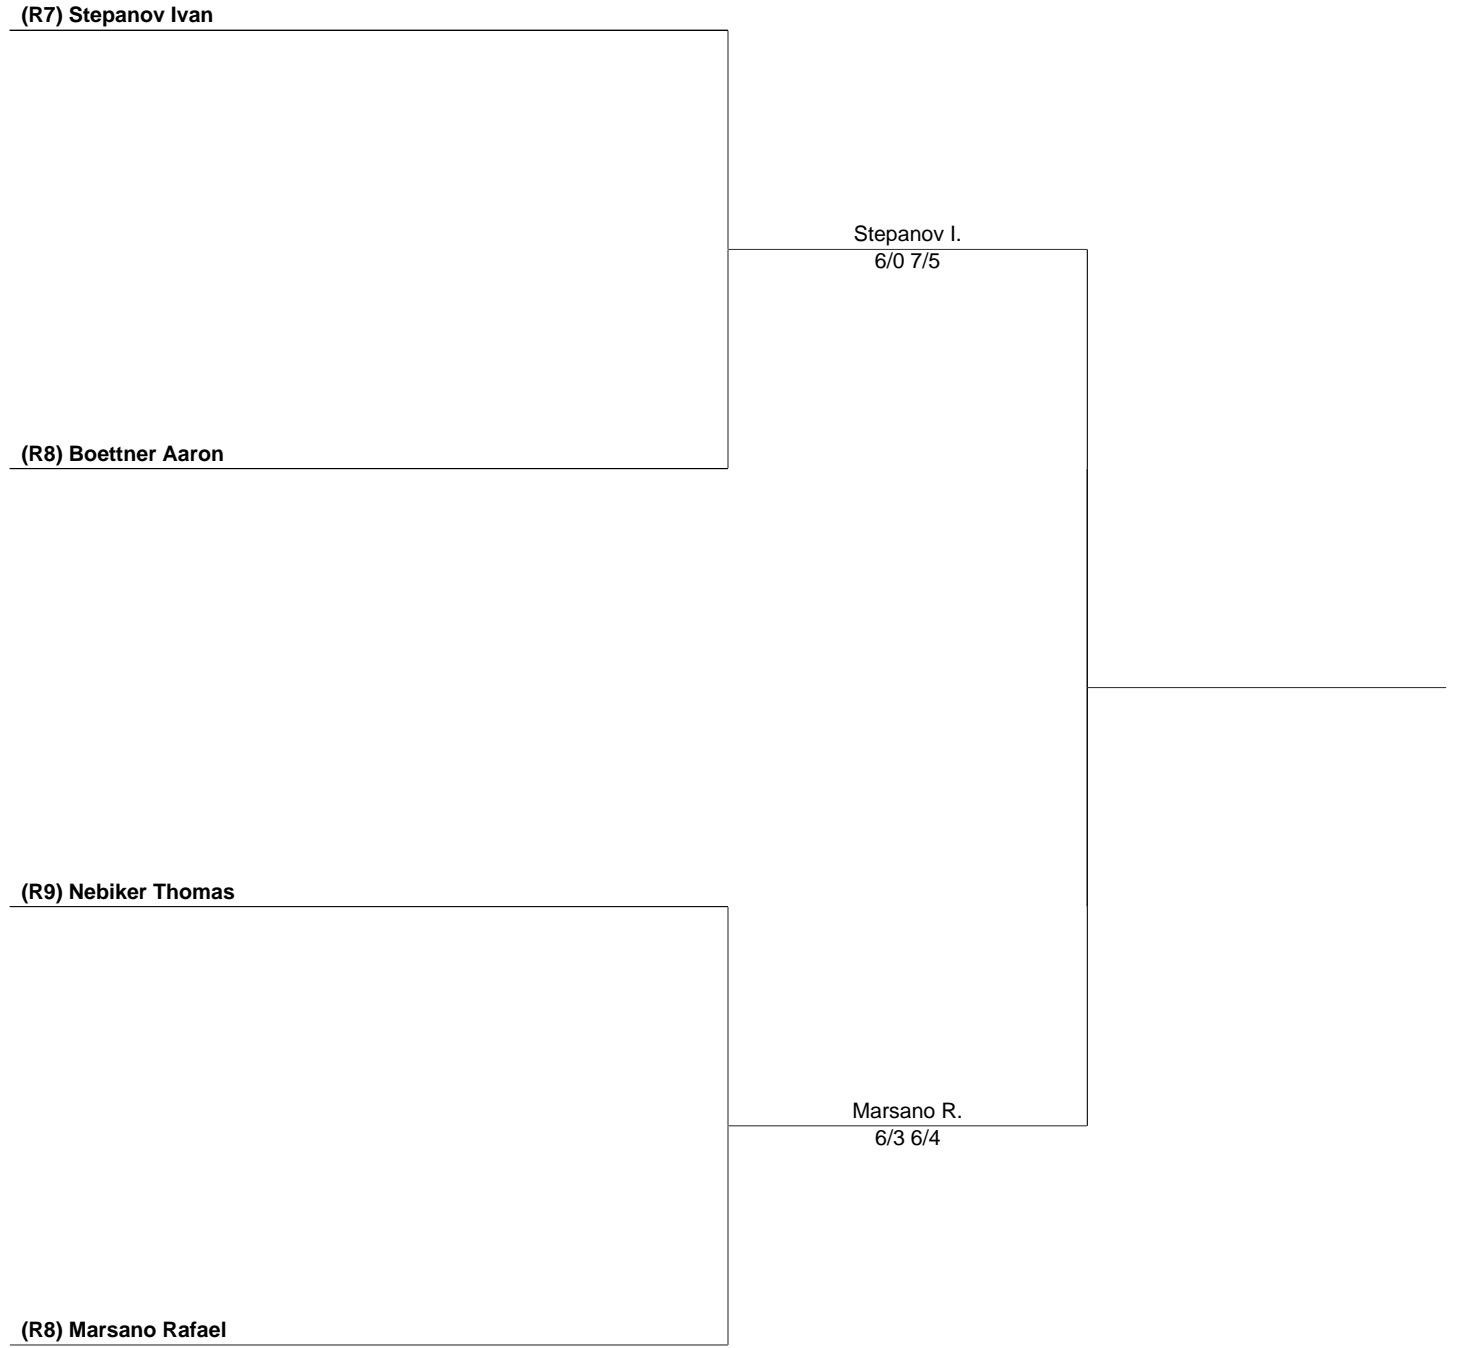 (R7) Stepanov Ivan
Stepanov I.
6/0 7/5
(R8) Boettner Aaron
(R9) Nebiker Thomas
Marsano R.
6/3 6/4
(R8) Marsano Rafael